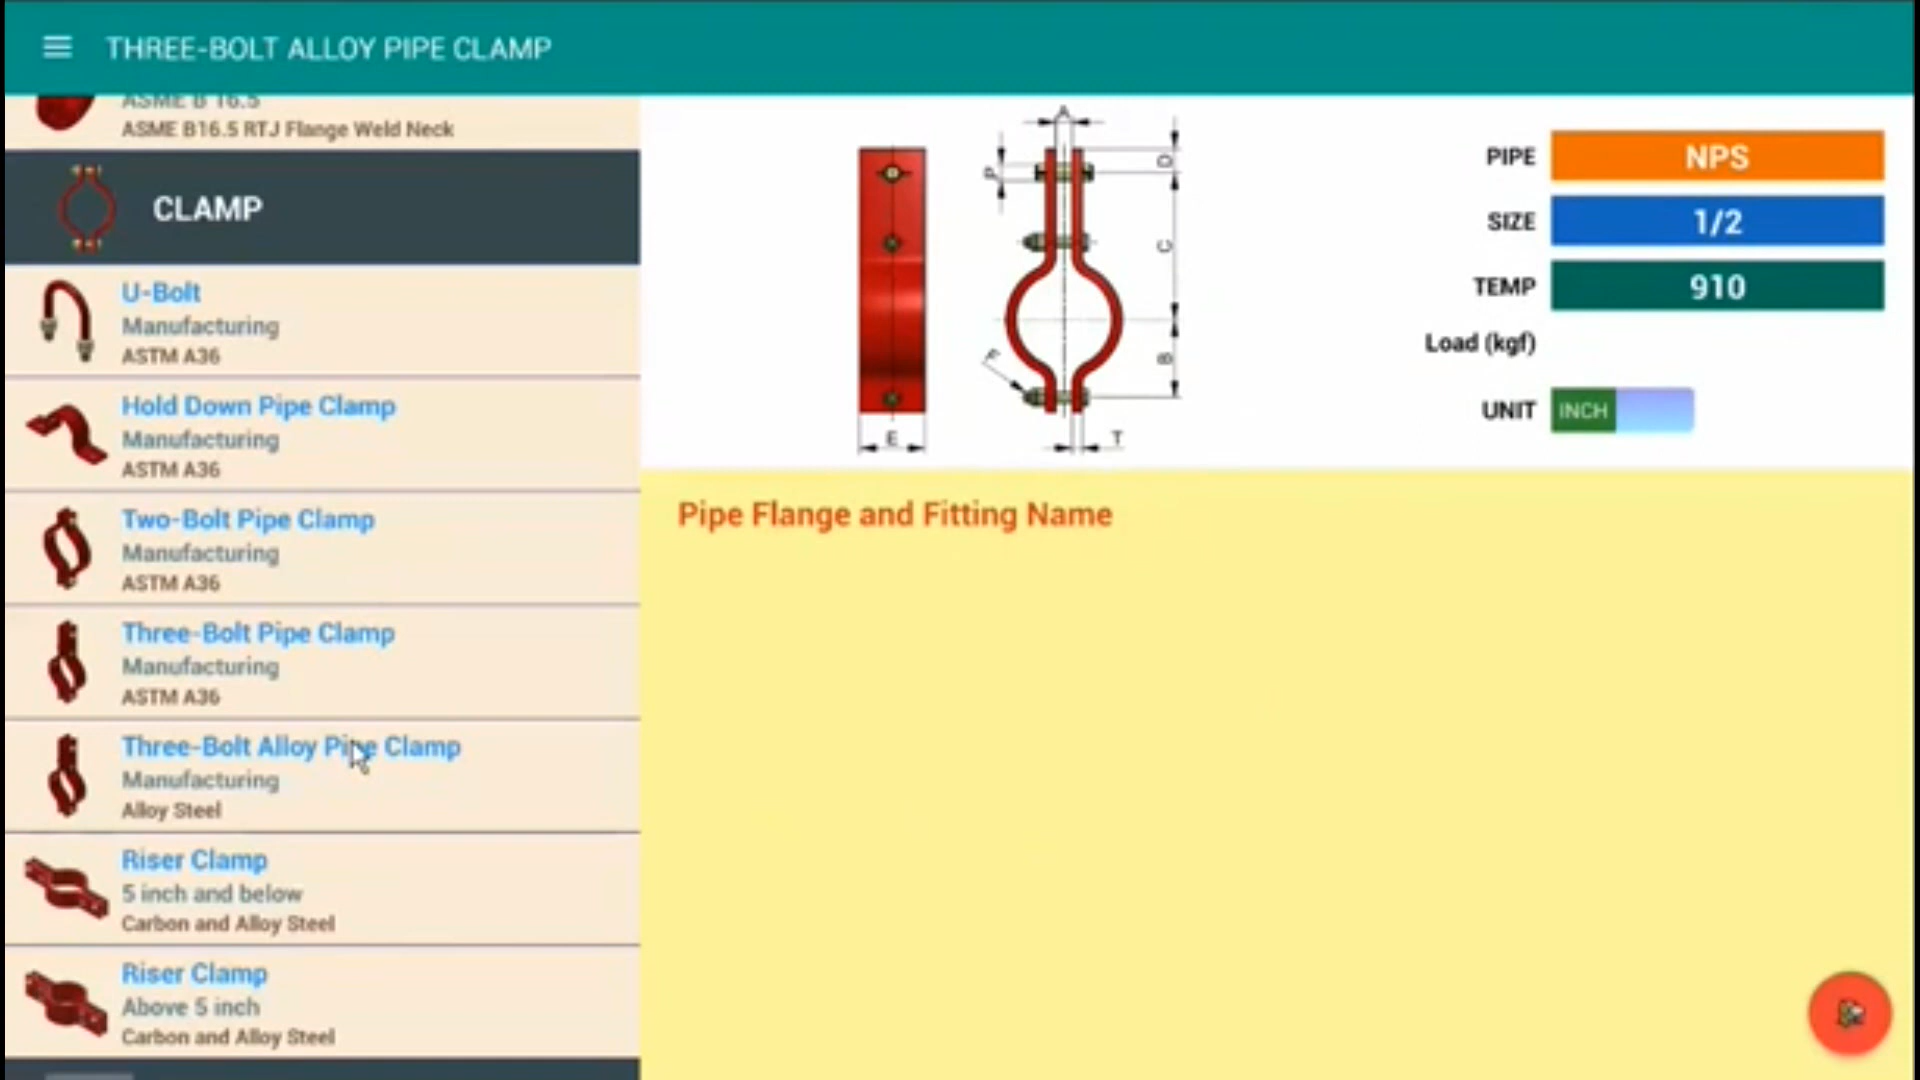 THREE-BOLT ALLOY PIPE CLAMP
ASME B 16.5
ASME B16.5 RTJ Flange Weld Neck
CLAMP
U-Bolt
Manufacturing
ASTM A36
Hold Down Pipe Clamp
Manufacturing
ASTM A36
Two-Bolt Pipe Clamp
Manufacturing
ASTM A36
Three-Bolt Pipe Clamp
Manufacturing
ASTM A36
Three-Bolt Alloy Pipe Clamp
Manufacturing
Alloy Steel
Riser Clamp
5 inch and below
Carbon and Alloy Steel
Riser Clamp
Above 5 inch
Carbon and Alloy Steel
A
P
D
C
F
B
E
T
PIPE NPS
SIZE 1/2
TEMP 910
Load (kgf)
UNIT INCH
Pipe Flange and Fitting Name